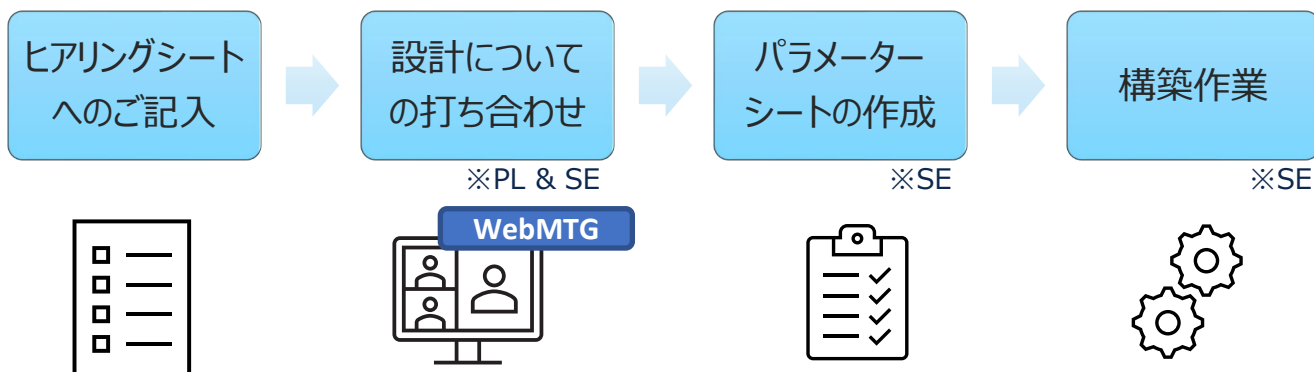 ヒアリングシート
へのご記入
設計について
の打ち合わせ
パラメーター
シートの作成
構築作業
※PL & SE
※SE
※SE
WebMTG